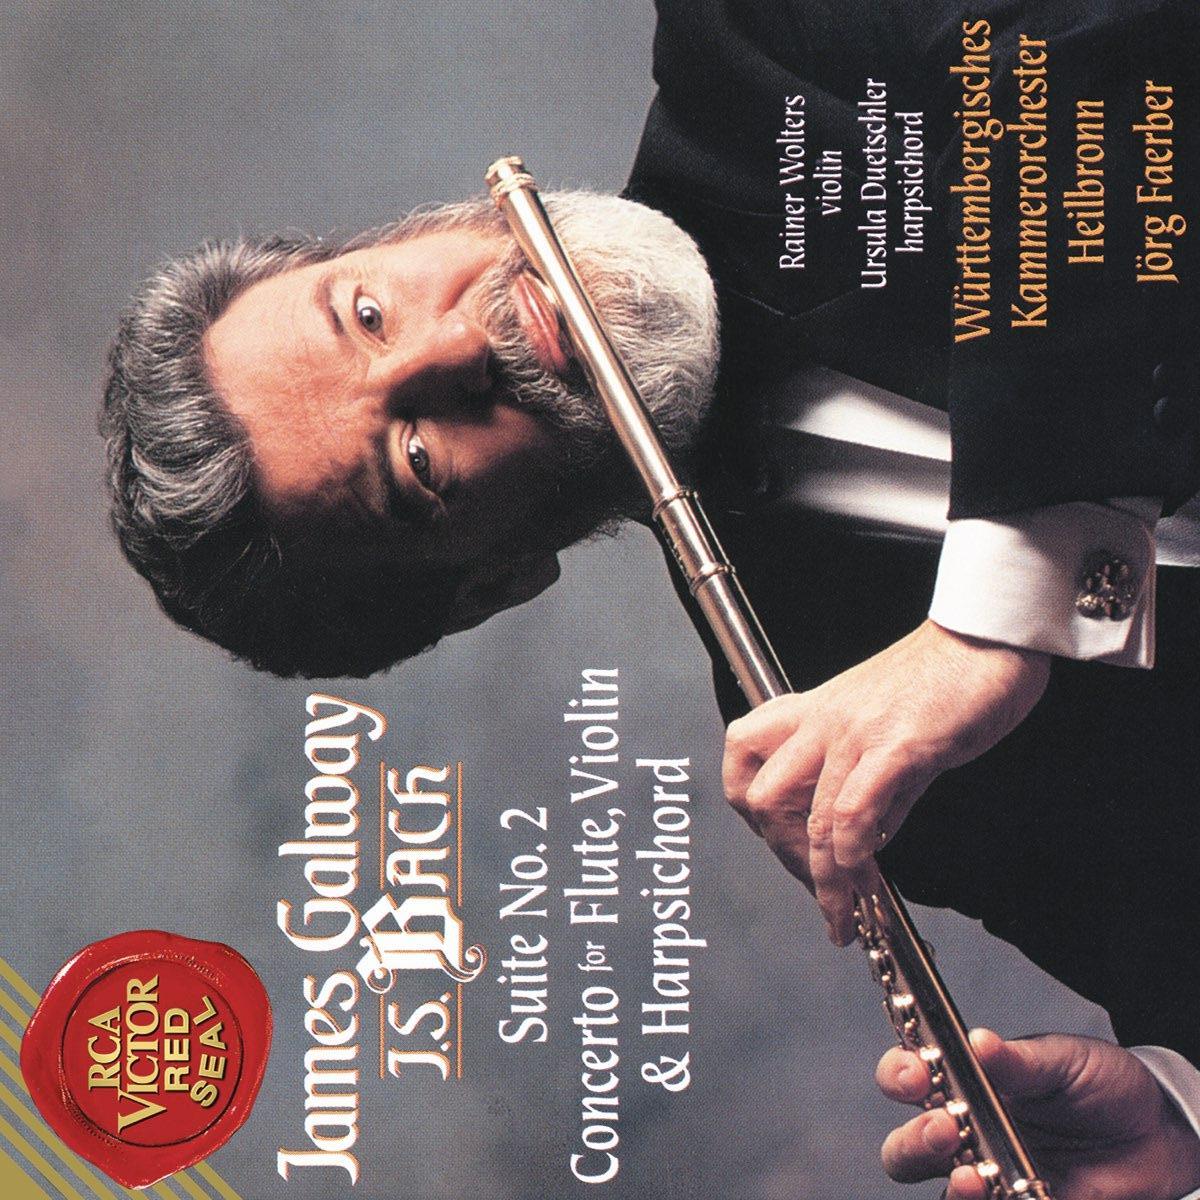 RCA
VICTOR
RED
SEAL
James Galway
J.S. BACH
Suite No. 2
Concerto for Flute, Violin
& Harpsichord
Rainer Wolters
violin
Ursula Duetschler
harpsichord
Württembergisches
Kammerorchester
Heilbronn
Jörg Faerber